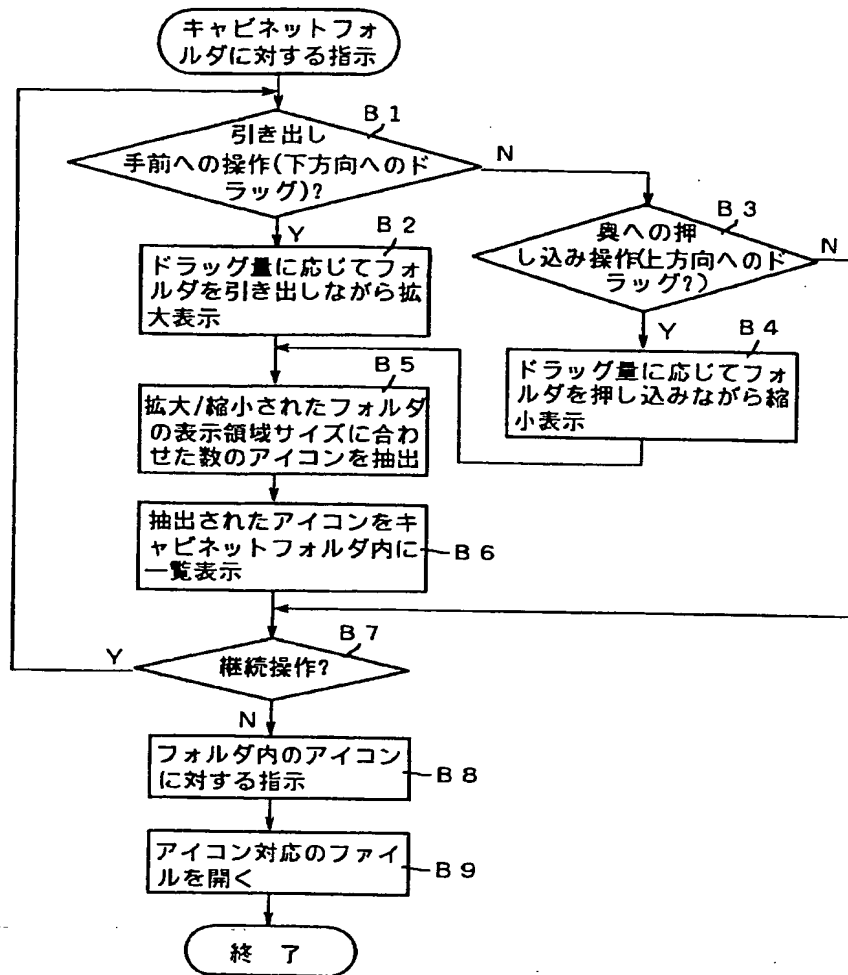 キャビネットフォ
ルダに対する指示
B1
引き出し
手前への操作(下方向へのド
ラッグ)?
N
Y
B2
ドラッグ量に応じてフォ
ルダを引き出しながら拡
大表示
B3
奥への押
し込み操作(上方向へのド
ラッグ?)
N
Y
B4
ドラッグ量に応じてフォ
ルダを押し込みながら縮
小表示
B5
拡大/縮小されたフォルダ
の表示領域サイズに合わ
せた数のアイコンを抽出
抽出されたアイコンをキ
ャビネットフォルダ内に
一覧表示
B6
B7
Y
継続操作?
N
フォルダ内のアイコン
に対する指示
B8
アイコン対応のファイ
ルを開く
B9
終了